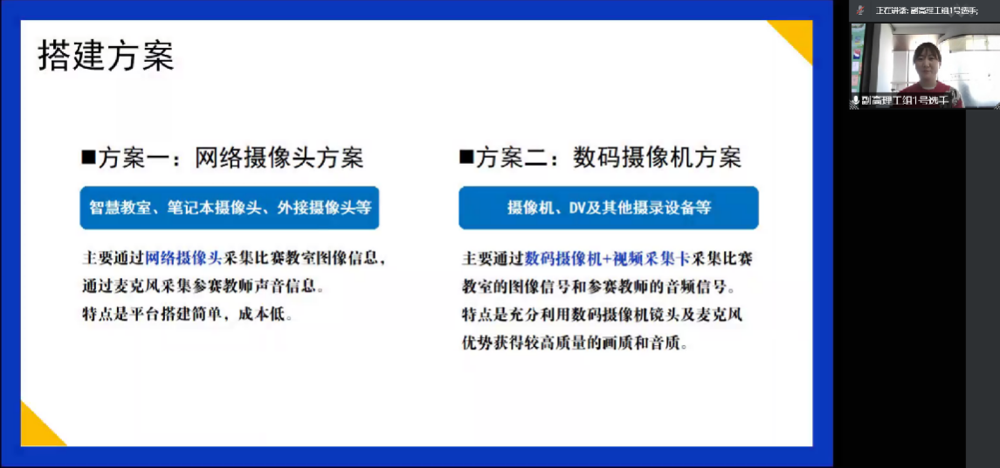 搭建方案
■方案一：网络摄像头方案
智慧教室、笔记本摄像头、外接摄像头等
主要通过网络摄像头采集比赛教室图像信息，
通过麦克风采集参赛教师声音信息。
特点是平台搭建简单，成本低。
■方案二：数码摄像机方案
摄像机、DV及其他摄录设备等
主要通过数码摄像机+视频采集卡采集比赛
教室的图像信号和参赛教师的音频信号。
特点是充分利用数码摄像机镜头及麦克风
优势获得较高质量的画质和音质。
正在讲话: 副高理工组1号选手;
副高理工组1号选手